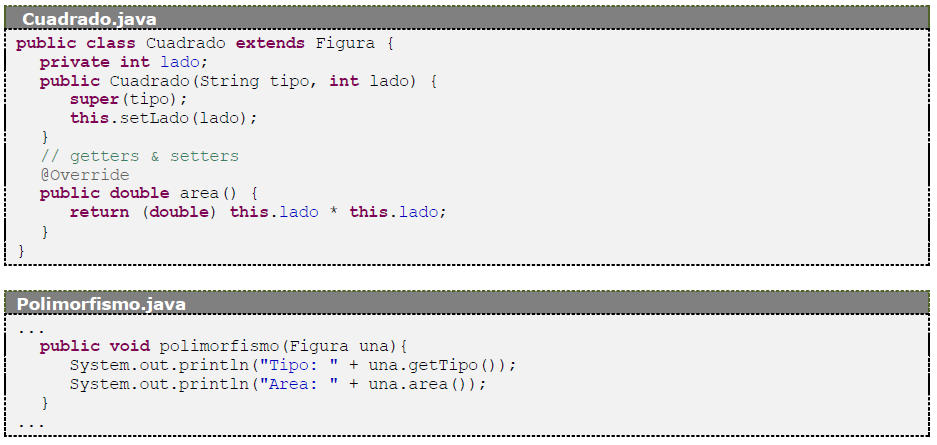 Cuadrado.java
public class Cuadrado extends Figura {
private int lado;
public Cuadrado(String tipo, int lado) {
super(tipo);
this.setLado(lado);
}
// getters & setters
@Override
public double area() {
return (double) this.lado * this.lado;
}
}
Polimorfismo.java
...
public void polimorfismo(Figura una){
System.out.println("Tipo: " + una.getTipo());
System.out.println("Area: " + una.area());
}
...